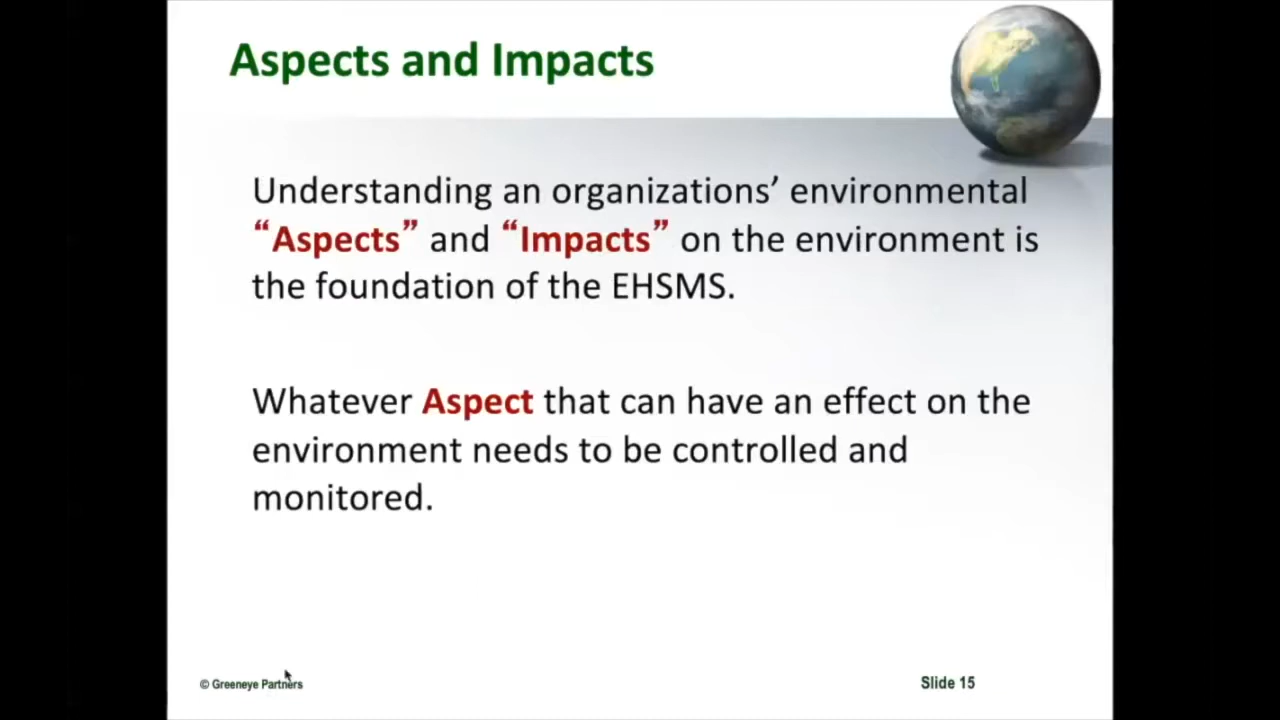 Aspects and Impacts
Understanding an organizations’ environmental
“Aspects” and “Impacts” on the environment is
the foundation of the EHSMS.
Whatever Aspect that can have an effect on the
environment needs to be controlled and
monitored.
© Greeneye Partners
Slide 15